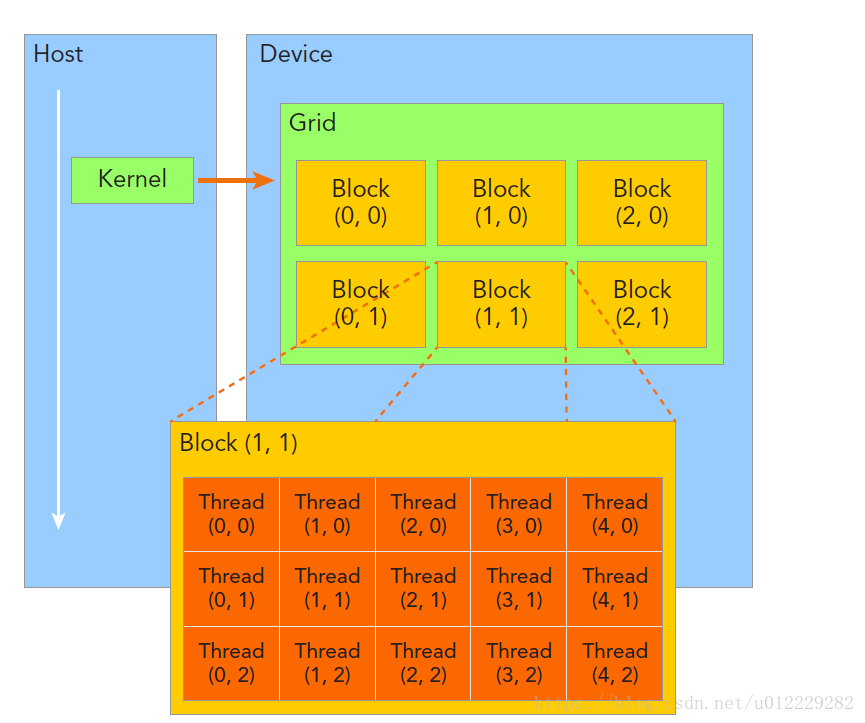 Host
Device
Grid
Kernel
Block
(0, 0)
Block
(1, 0)
Block
(2, 0)
Block
(0, 1)
Block
(1, 1)
Block
(2, 1)
Block (1, 1)
Thread
(0, 0)
Thread
(1, 0)
Thread
(2, 0)
Thread
(3, 0)
Thread
(4, 0)
Thread
(0, 1)
Thread
(1, 1)
Thread
(2, 1)
Thread
(3, 1)
Thread
(4, 1)
Thread
(0, 2)
Thread
(1, 2)
Thread
(2, 2)
Thread
(3, 2)
Thread
(4, 2)
https://blog.csdn.net/u012229282